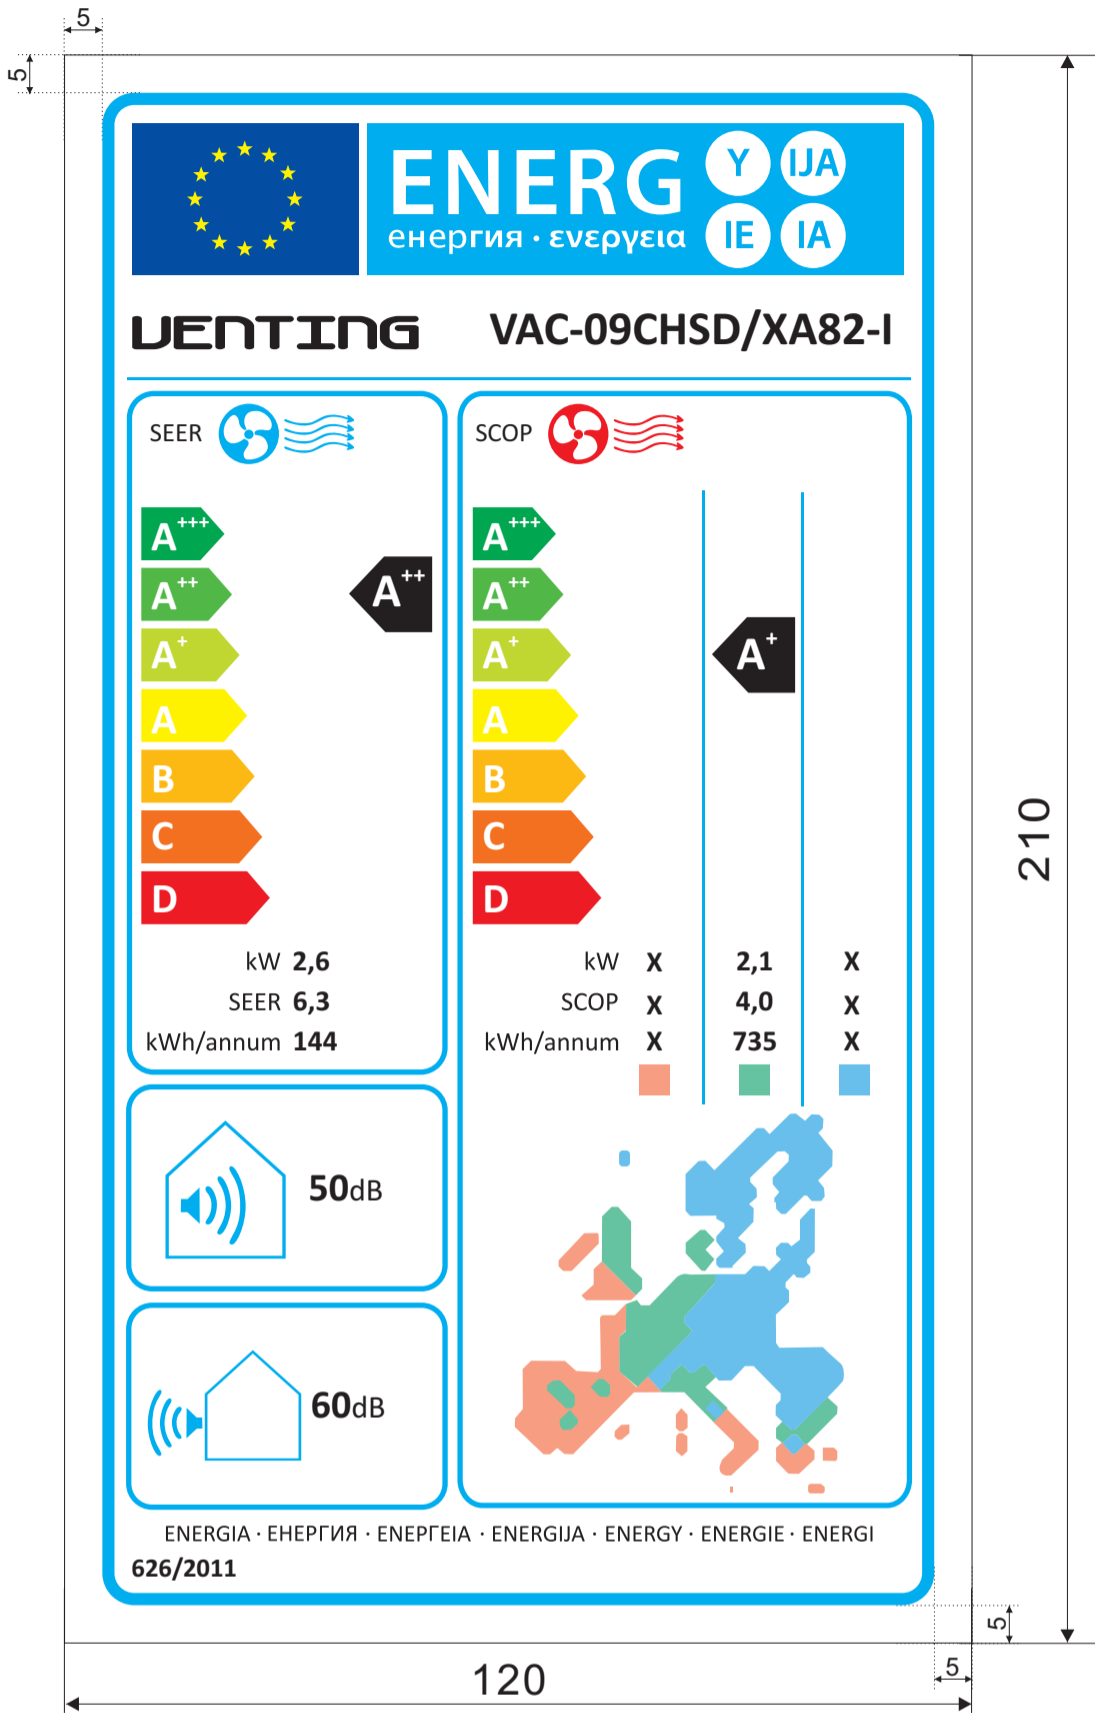 5
5
ENERG Y IJA
енергия · ενεργεια IE IA
VENTING VAC-09CHSD/XA82-I
SEER
A+++
A++
A+
A
B
C
D
A++
kW 2,6
SEER 6,3
kWh/annum 144
SCOP
A+++
A++
A+
A
B
C
D
A+
kW X 2,1 X
SCOP X 4,0 X
kWh/annum X 735 X
50dB
60dB
ENERGIA · ЕНЕРГИЯ · ΕΝΕΡΓΕΙΑ · ENERGIJA · ENERGY · ENERGIE · ENERGI
626/2011
210
5
5
120